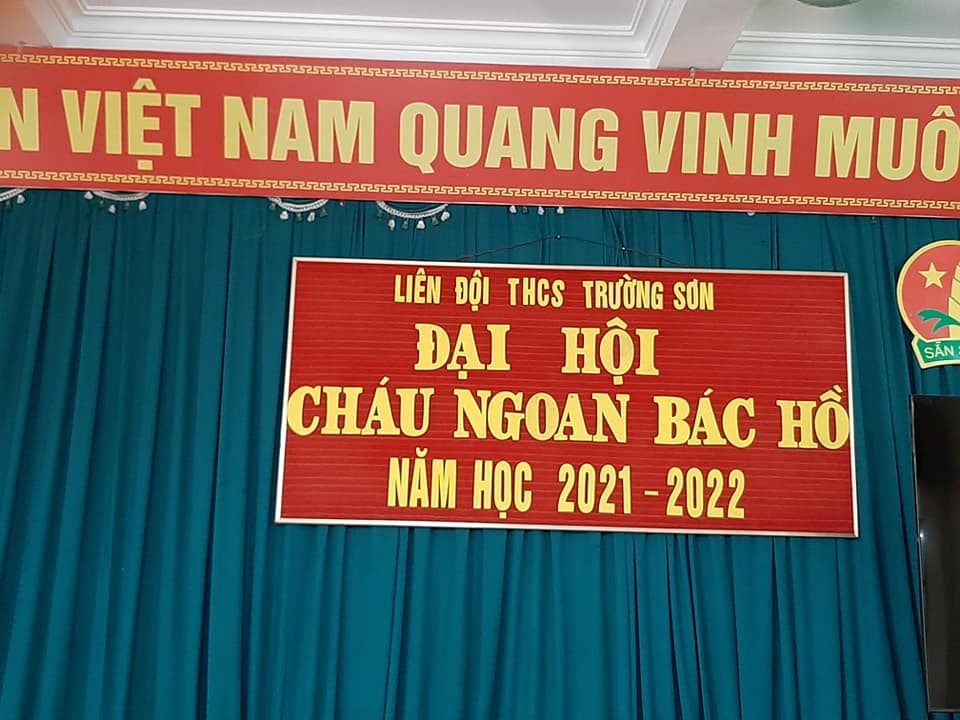 VIỆT NAM QUANG VINH MUÔ
LIÊN ĐỘI THCS TRƯỜNG SƠN
ĐẠI HỘI
CHÁU NGOAN BÁC HỒ
NĂM HỌC 2021 - 2022
SẴN